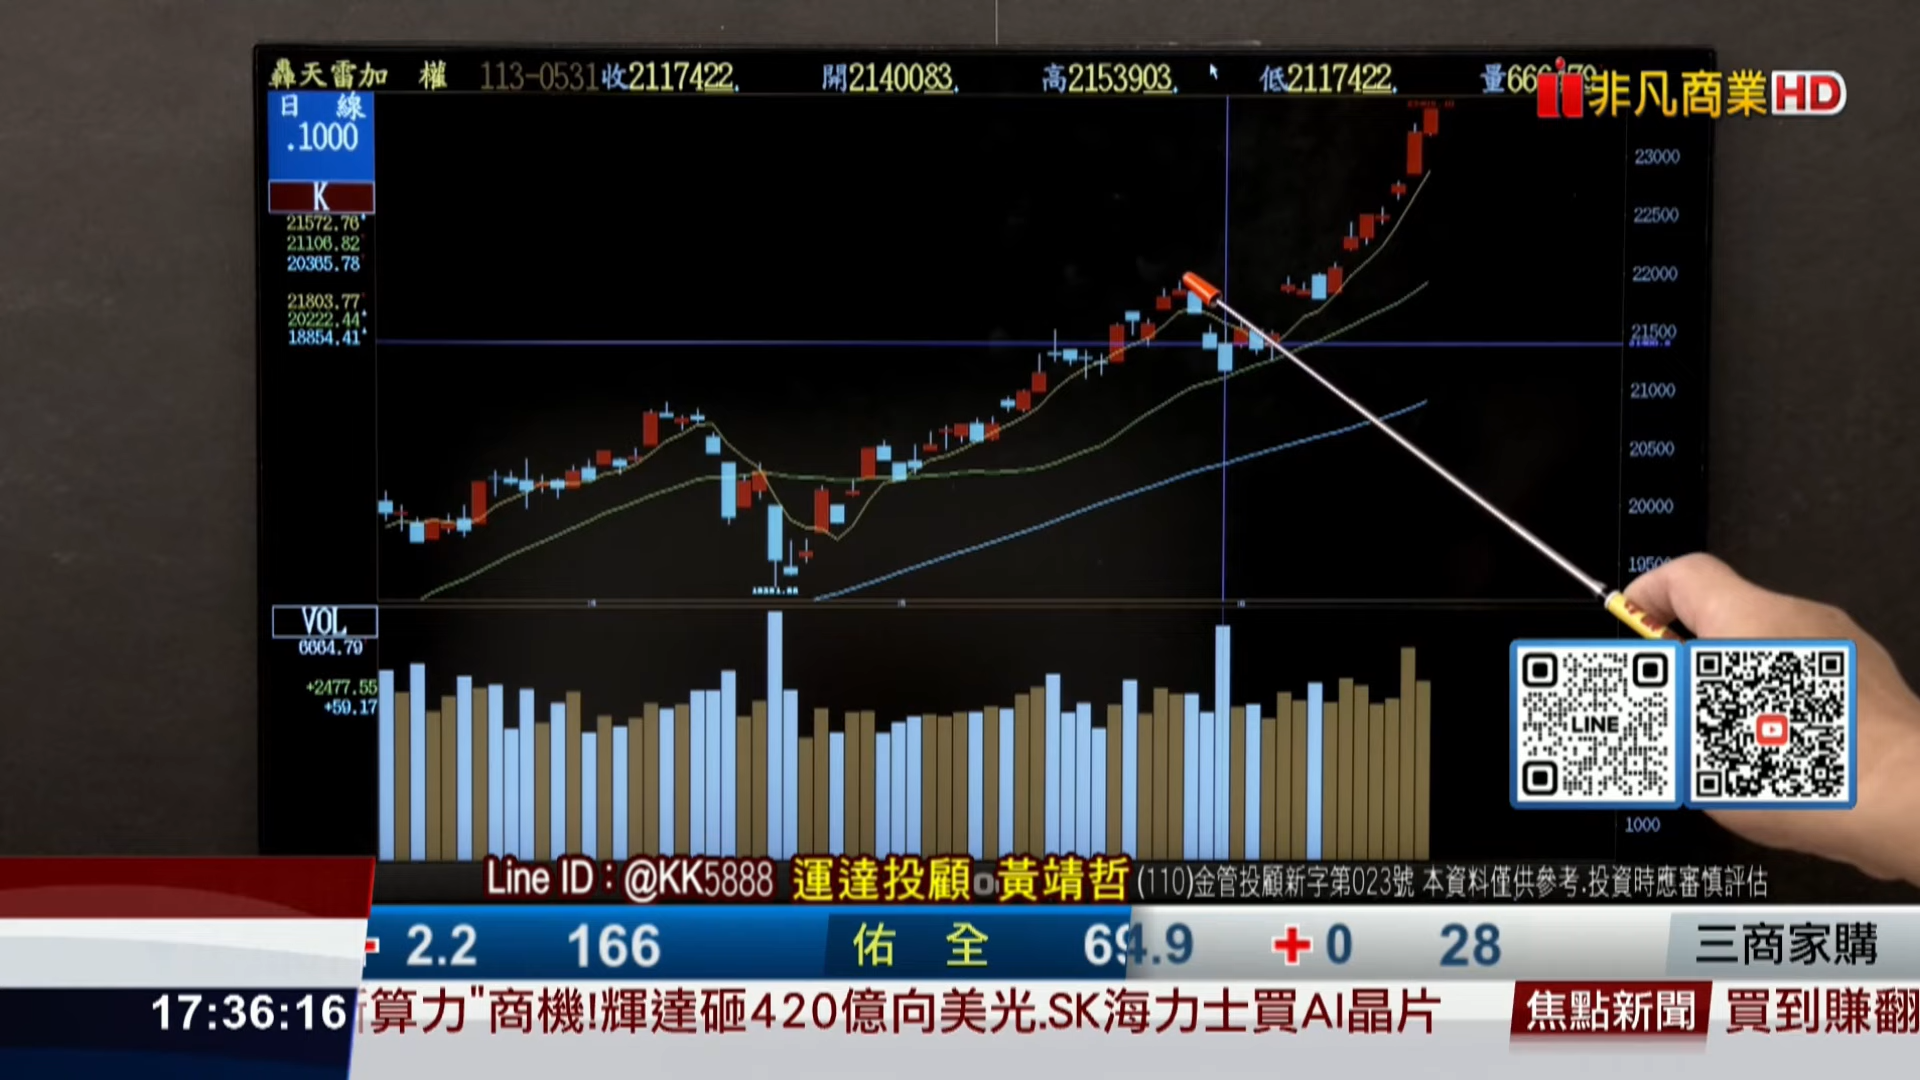 轟天雷加 權 113-0531收2117422. 開2140083. 高2153903. 低2117422. 量
非凡商業HD
日 線
.1000
K
21572.76
21106.82
20365.78
21803.77
20222.44
18854.41
23000
22500
22000
21500
21000
20500
20000
VOL
6664.79
+2477.55
+59.17
LINE
1000
Line ID：@KK5888 運達投顧 黃靖哲 (110)金管投顧新字第023號 本資料僅供參考.投資時應審慎評估
2.2 166 佑 全 +0 28 三商家購
17:36:16 算力"商機!輝達砸420億向美光.SK海力士買AI晶片 焦點新聞 買到賺翻